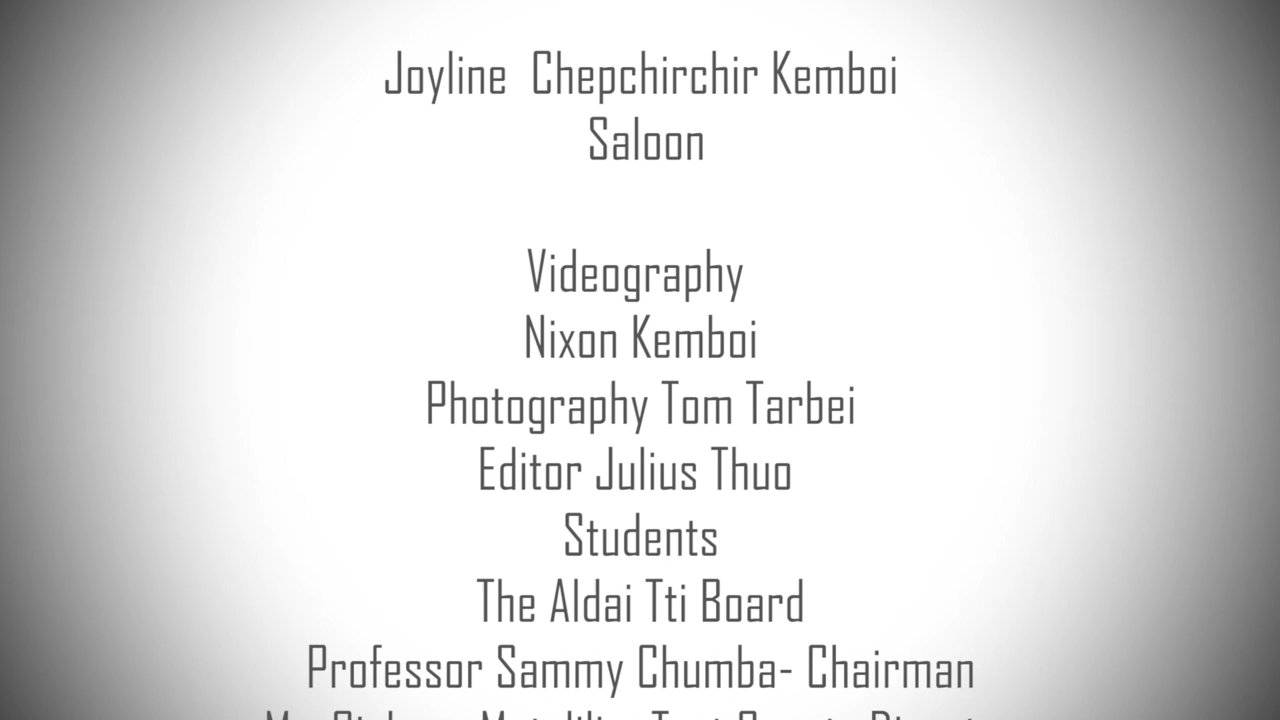 Joyline Chepchirchir Kemboi
Saloon
Videography
Nixon Kemboi
Photography Tom Tarbei
Editor Julius Thuo
Students
The Aldai Tti Board
Professor Sammy Chumba- Chairman